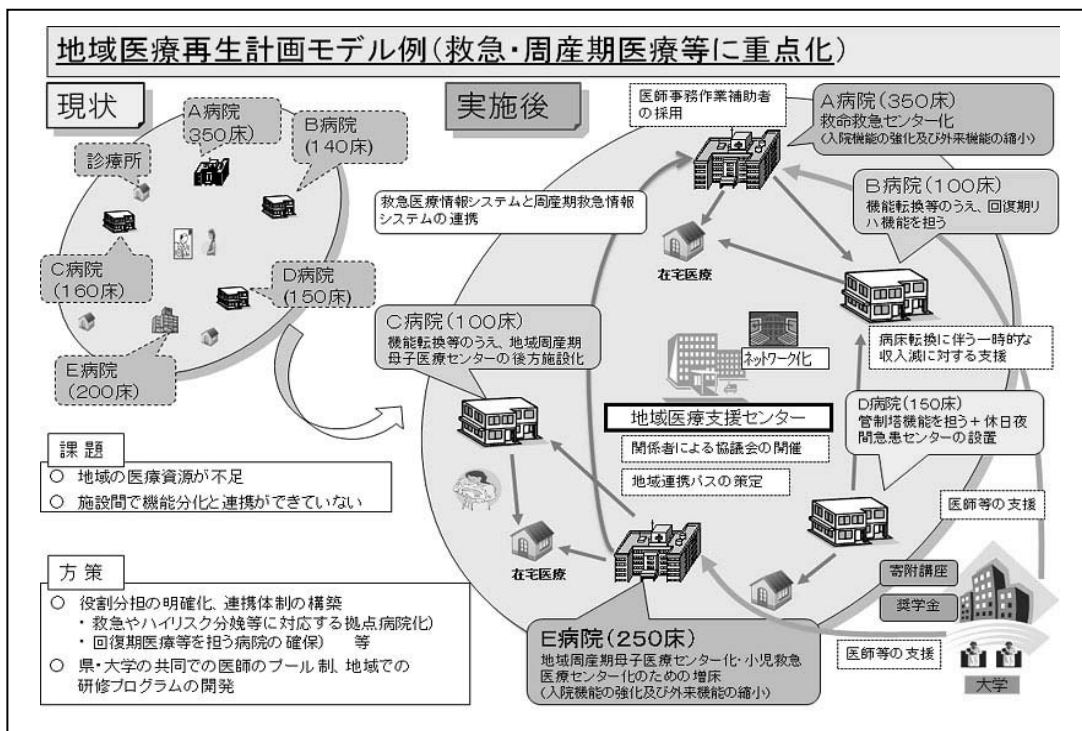 地域医療再生計画モデル例(救急・周産期医療等に重点化)
現状
A病院
350床)
B病院
(140床)
診療所
C病院
(160床)
D病院
(150床)
E病院
(200床)
課題
○ 地域の医療資源が不足
○ 施設間で機能分化と連携ができていない
方策
○ 役割分担の明確化、連携体制の構築
・救急やハイリスク分娩等に対応する拠点病院化)
・回復期医療等を担う病院の確保) 等
○ 県・大学の共同での医師のプール制、地域での
研修プログラムの開発
実施後
医師事務作業補助者
の採用
A病院(350床)
救命救急センター化
(入院機能の強化及び外来機能の縮小)
救急医療情報システムと周産期救急情報
システムの連携
B病院(100床)
機能転換等のうえ、回復期リ
ハ機能を担う
在宅医療
C病院(100床)
機能転換等のうえ、地域周産期
母子医療センターの後方施設化
ネットワーク化
病床転換に伴う一時的な
収入減に対する支援
地域医療支援センター
関係者による協議会の開催
地域連携パスの策定
D病院(150床)
管制塔機能を担う+休日夜
間急患センターの設置
医師等の支援
在宅医療
寄附講座
奨学金
E病院(250床)
地域周産期母子医療センター化・小児救急
医療センター化のための増床
(入院機能の強化及び外来機能の縮小)
医師等の支援
大学